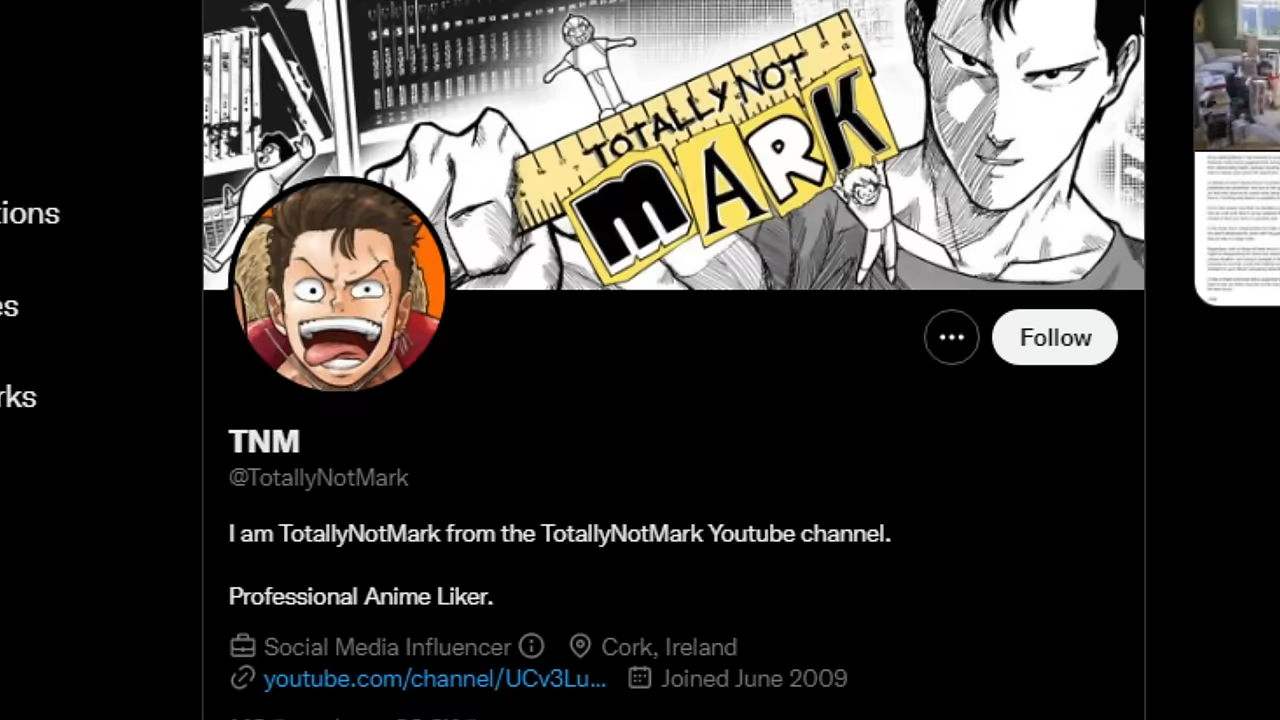 TOTALLY NOT
MARK
tions
es
rks
Follow
TNM
@TotallyNotMark
I am TotallyNotMark from the TotallyNotMark Youtube channel.
Professional Anime Liker.
Social Media Influencer Cork, Ireland
youtube.com/channel/UCv3Lu... Joined June 2009